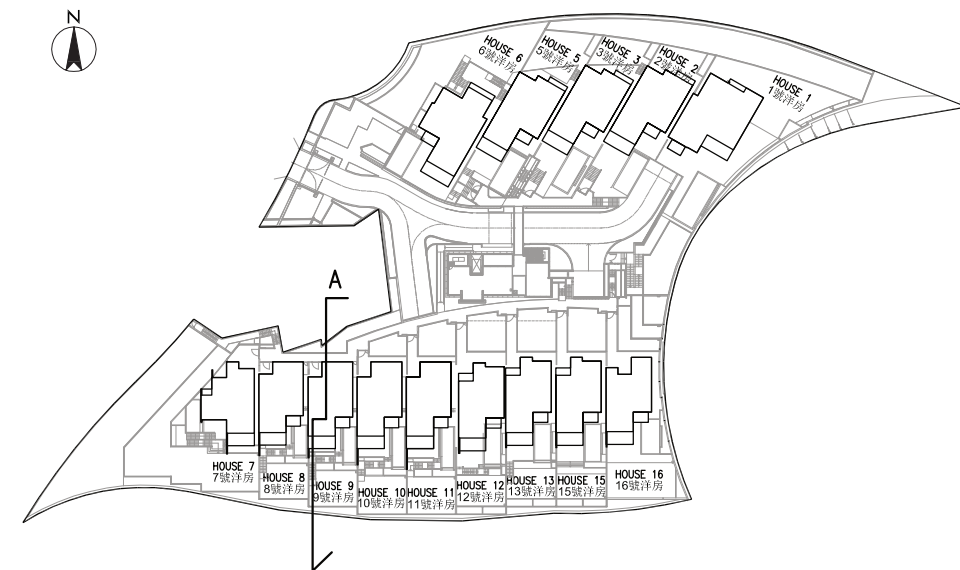 N
HOUSE 6
6號洋房
HOUSE 5
5號洋房
HOUSE 3
3號洋房
HOUSE 2
2號洋房
HOUSE 1
1號洋房
A
HOUSE 7
7號洋房
HOUSE 8
8號洋房
HOUSE 9
9號洋房
HOUSE 10
10號洋房
HOUSE 11
11號洋房
HOUSE 12
12號洋房
HOUSE 13
13號洋房
HOUSE 15
15號洋房
HOUSE 16
16號洋房